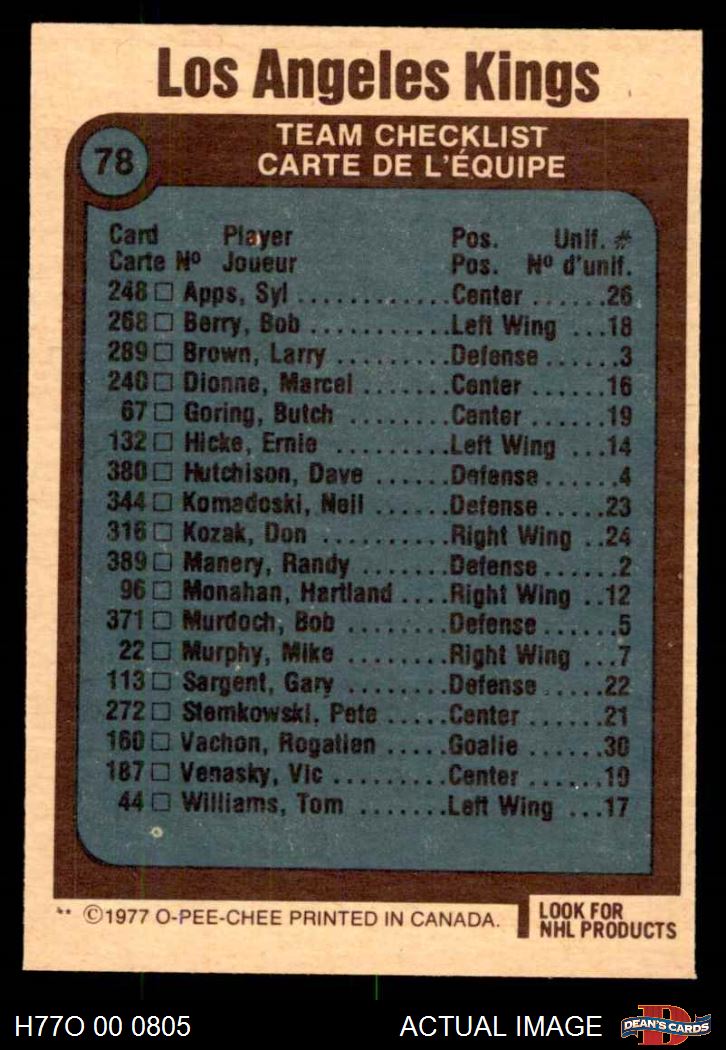 Los Angeles Kings
78
TEAM CHECKLIST
CARTE DE L'ÉQUIPE
Card Player Pos. Unif. #
Carte Nº Joueur Pos. Nº d'unif.
248 □ Apps, Syl ............Center ......26
268 □ Berry, Bob ............Left Wing ...18
289 □ Brown, Larry ..........Defense ......3
240 □ Dionne, Marcel ........Center ......16
67 □ Goring, Butch .........Center ......19
132 □ Hicke, Ernie ..........Left Wing ...14
380 □ Hutchison, Dave .......Defense ......4
344 □ Komadoski, Neil .......Defense .....23
316 □ Kozak, Don ............Right Wing ..24
389 □ Manery, Randy .........Defense ......2
96 □ Monahan, Hartland ....Right Wing ..12
371 □ Murdoch, Bob .........Defense ......5
22 □ Murphy, Mike .........Right Wing ...7
113 □ Sargent, Gary .........Defense .....22
272 □ Stemkowski, Pete .....Center ......21
160 □ Vachon, Rogatien .....Goalie ......30
187 □ Venasky, Vic ..........Center ......19
44 □ Williams, Tom ........Left Wing ...17
** ©1977 O-PEE-CHEE PRINTED IN CANADA.
LOOK FOR
NHL PRODUCTS
H77O 00 0805 ACTUAL IMAGE
DEAN'S CARDS